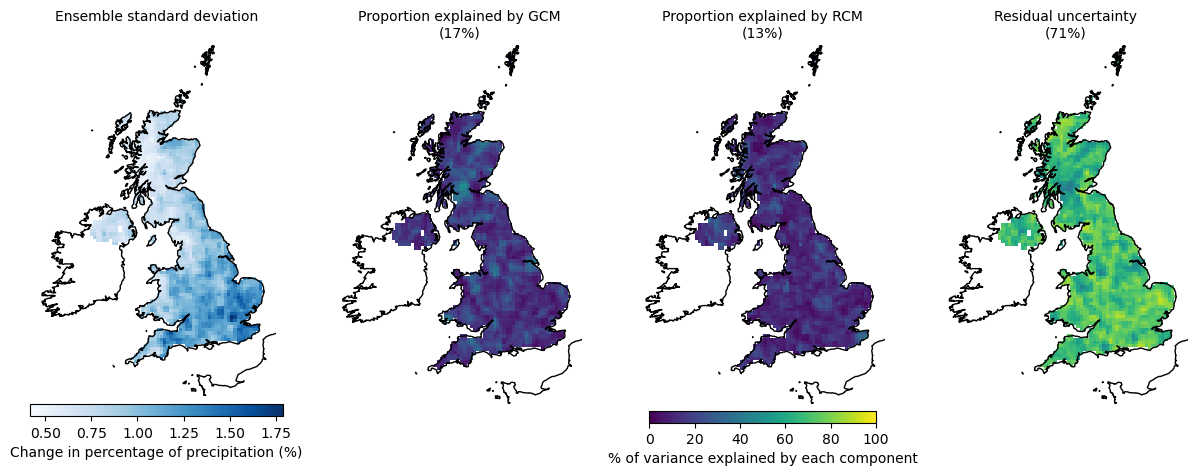 Ensemble standard deviation
Proportion explained by GCM
(17%)
Proportion explained by RCM
(13%)
Residual uncertainty
(71%)
0.50 0.75 1.00 1.25 1.50 1.75
Change in percentage of precipitation (%)
0 20 40 60 80 100
% of variance explained by each component